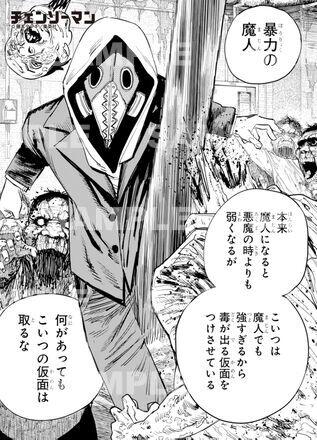 チェンソーマン
暴力の
魔人
本来
魔人になると
悪魔の時よりも
弱くなるが
こいつは
魔人でも
強すぎるから
毒が出る仮面を
つけさせている
何があっても
こいつの仮面は
取るな
SAMPLE